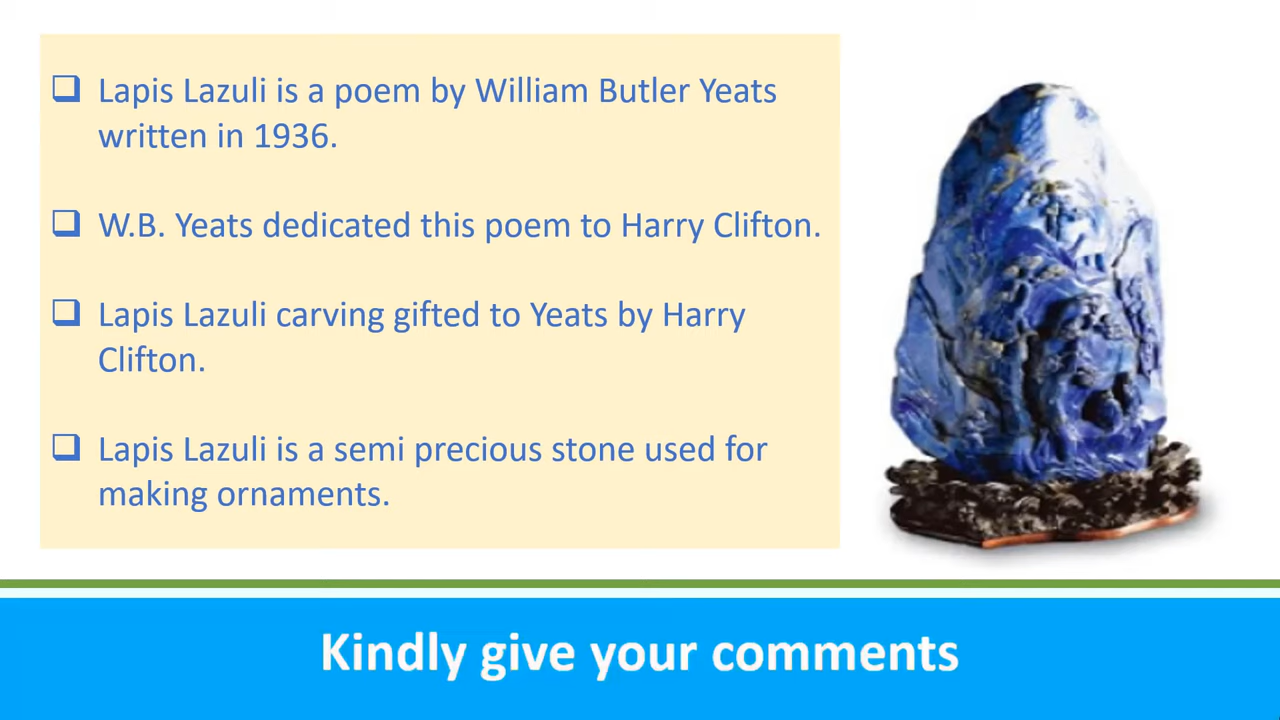 Lapis Lazuli is a poem by William Butler Yeats
written in 1936.
W.B. Yeats dedicated this poem to Harry Clifton.
Lapis Lazuli carving gifted to Yeats by Harry
Clifton.
Lapis Lazuli is a semi precious stone used for
making ornaments.
Kindly give your comments